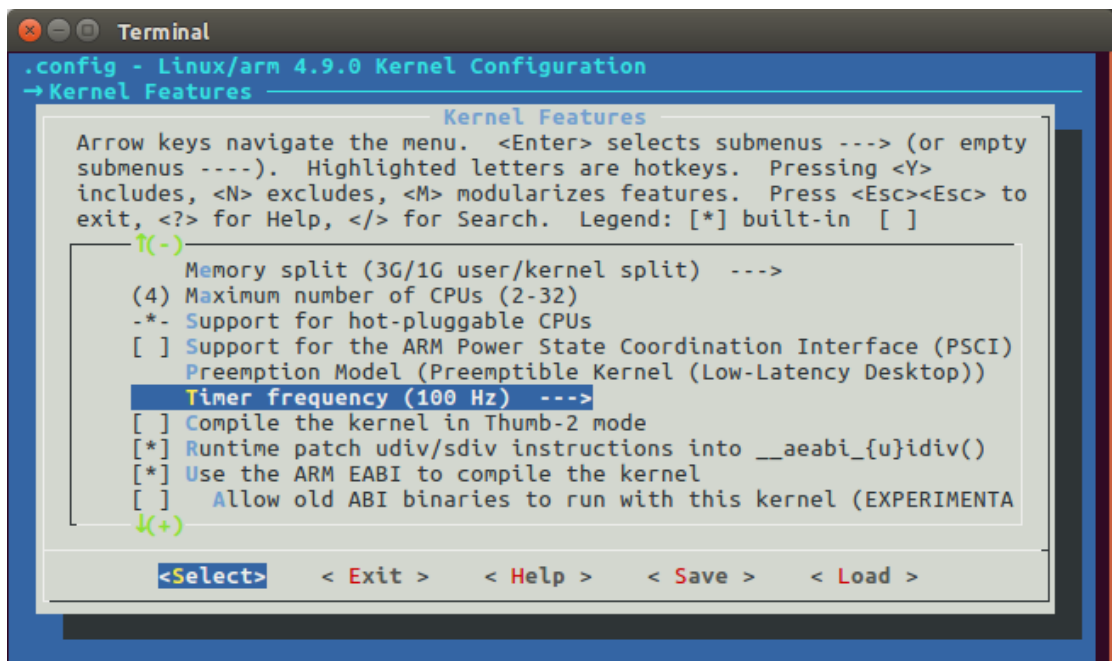 Terminal
.config - Linux/arm 4.9.0 Kernel Configuration
→ Kernel Features
Kernel Features
Arrow keys navigate the menu.  <Enter> selects submenus ---> (or empty
submenus ----).  Highlighted letters are hotkeys.  Pressing <Y>
includes, <N> excludes, <M> modularizes features.  Press <Esc><Esc> to
exit, <?> for Help, </> for Search.  Legend: [*] built-in  [ ]
↑(-)
Memory split (3G/1G user/kernel split)  --->
(4) Maximum number of CPUs (2-32)
-*- Support for hot-pluggable CPUs
[ ] Support for the ARM Power State Coordination Interface (PSCI)
Preemption Model (Preemptible Kernel (Low-Latency Desktop))
Timer frequency (100 Hz)  --->
[ ] Compile the kernel in Thumb-2 mode
[*] Runtime patch udiv/sdiv instructions into __aeabi_{u}idiv()
[*] Use the ARM EABI to compile the kernel
[ ]   Allow old ABI binaries to run with this kernel (EXPERIMENTA
↓(+)
<Select>    < Exit >    < Help >    < Save >    < Load >